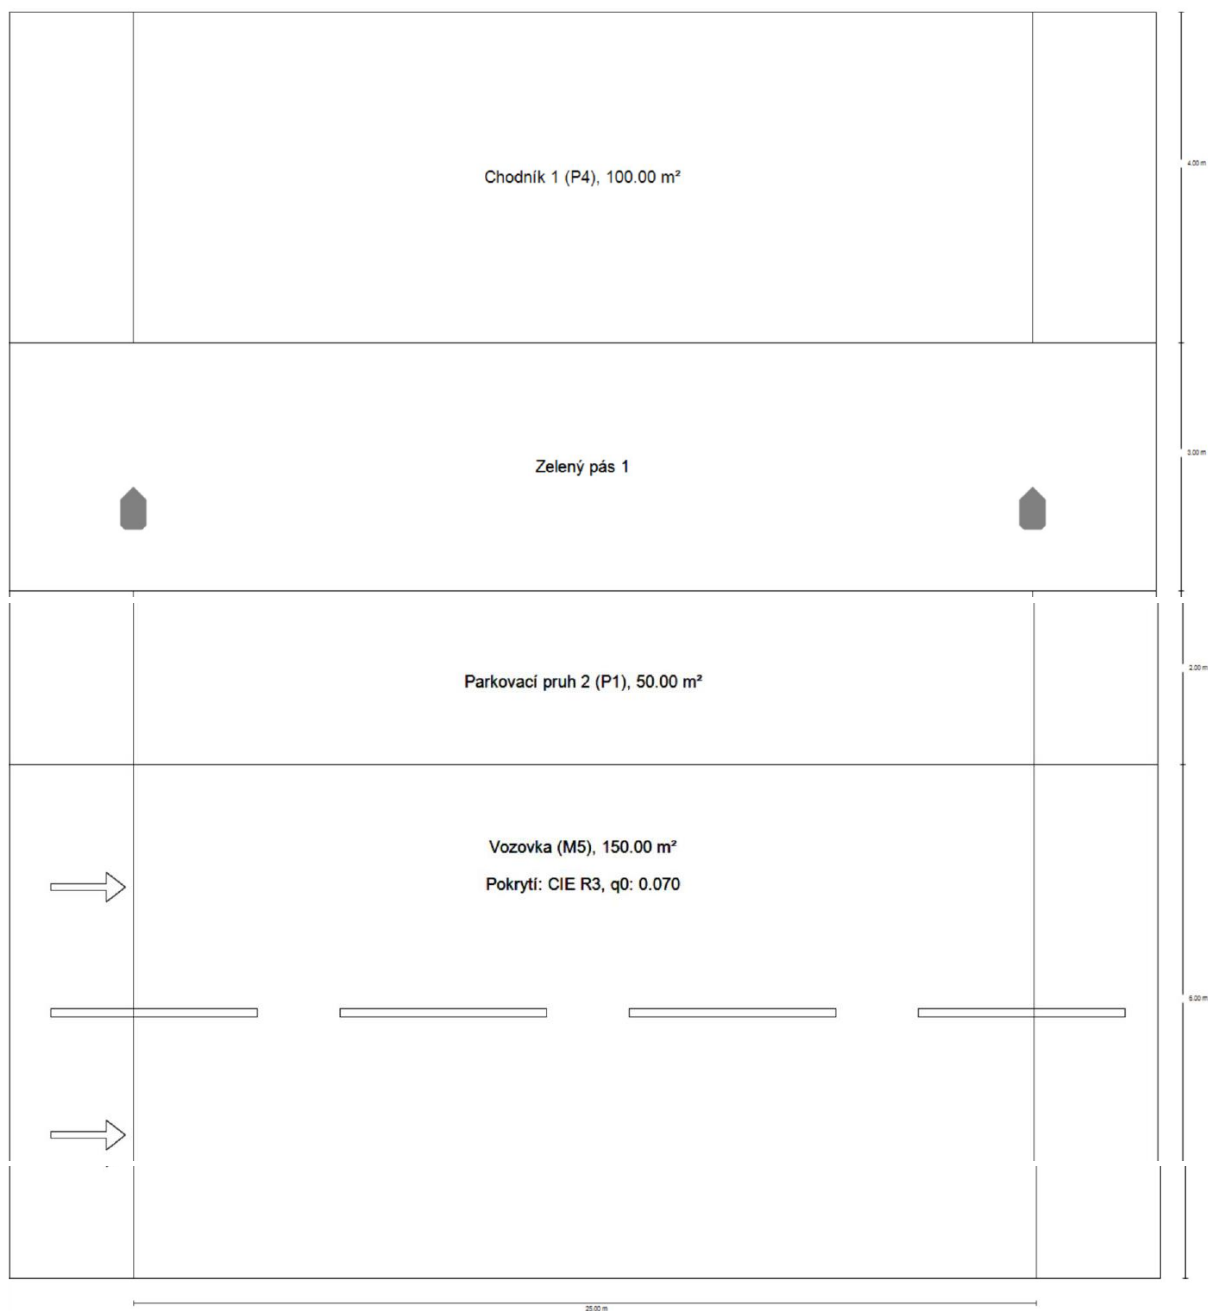 Chodník 1 (P4), 100.00 m²
4.00 m
Zelený pás 1
3.00 m
Parkovací pruh 2 (P1), 50.00 m²
2.00 m
Vozovka (M5), 150.00 m²
Pokrytí: CIE R3, q0: 0.070
6.00 m
25.00 m